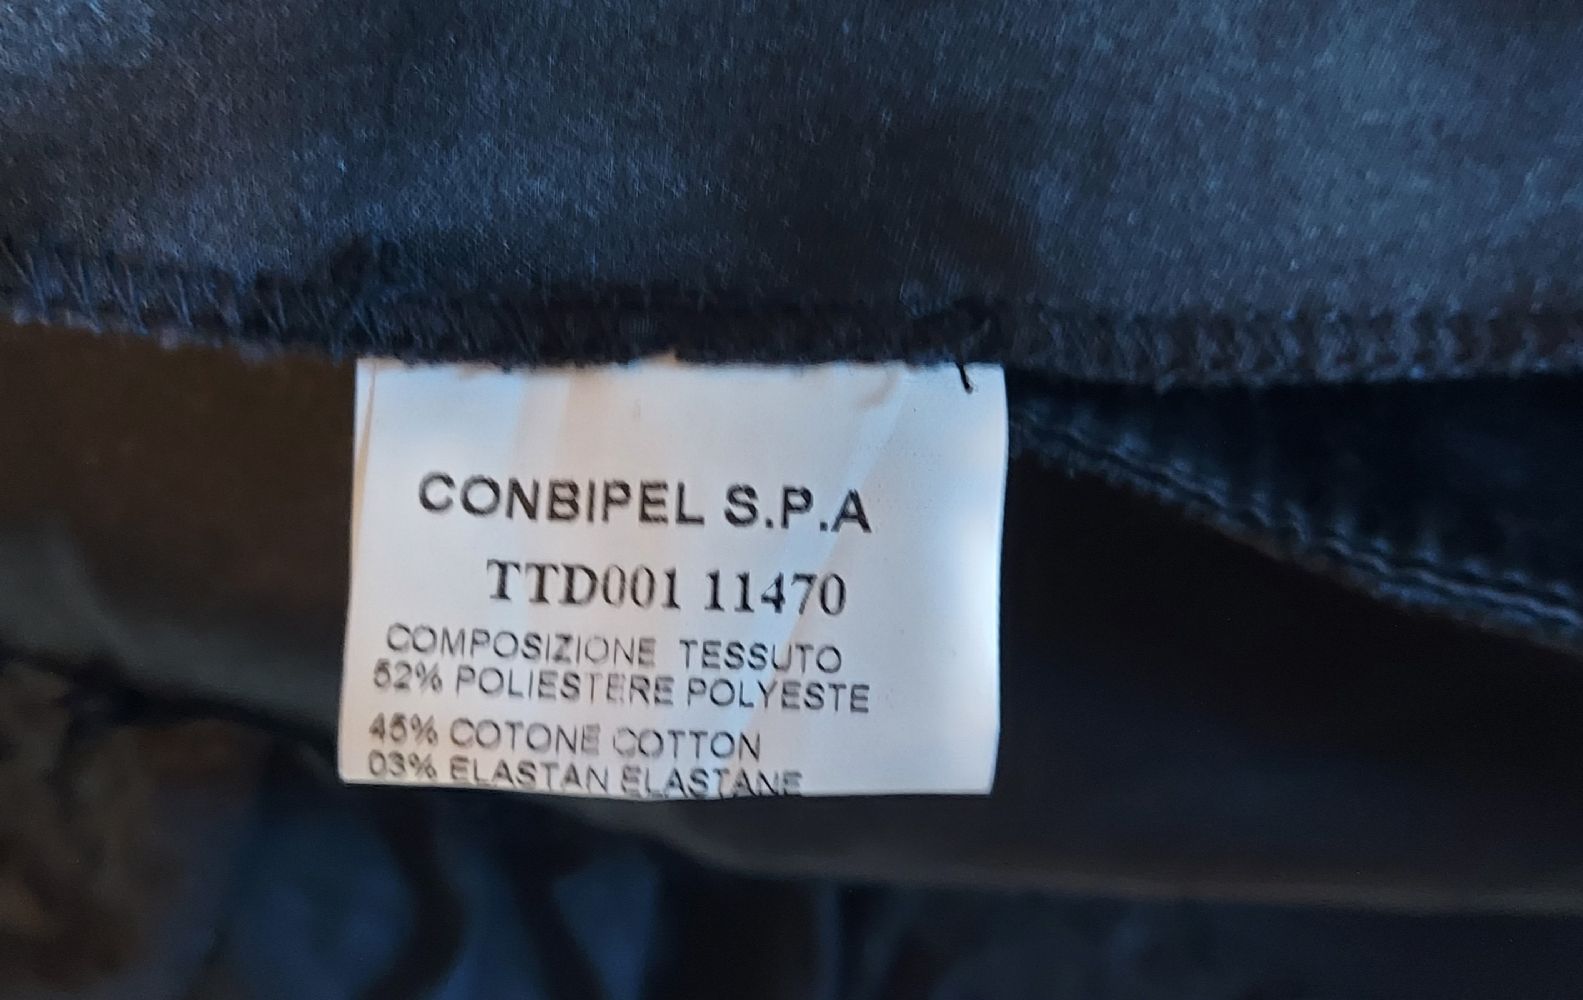 CONBIPEL S.P.A
TTD001 11470
COMPOSIZIONE TESSUTO
52% POLIESTERE POLYESTE
45% COTONE COTTON
03% ELASTAN ELASTANE